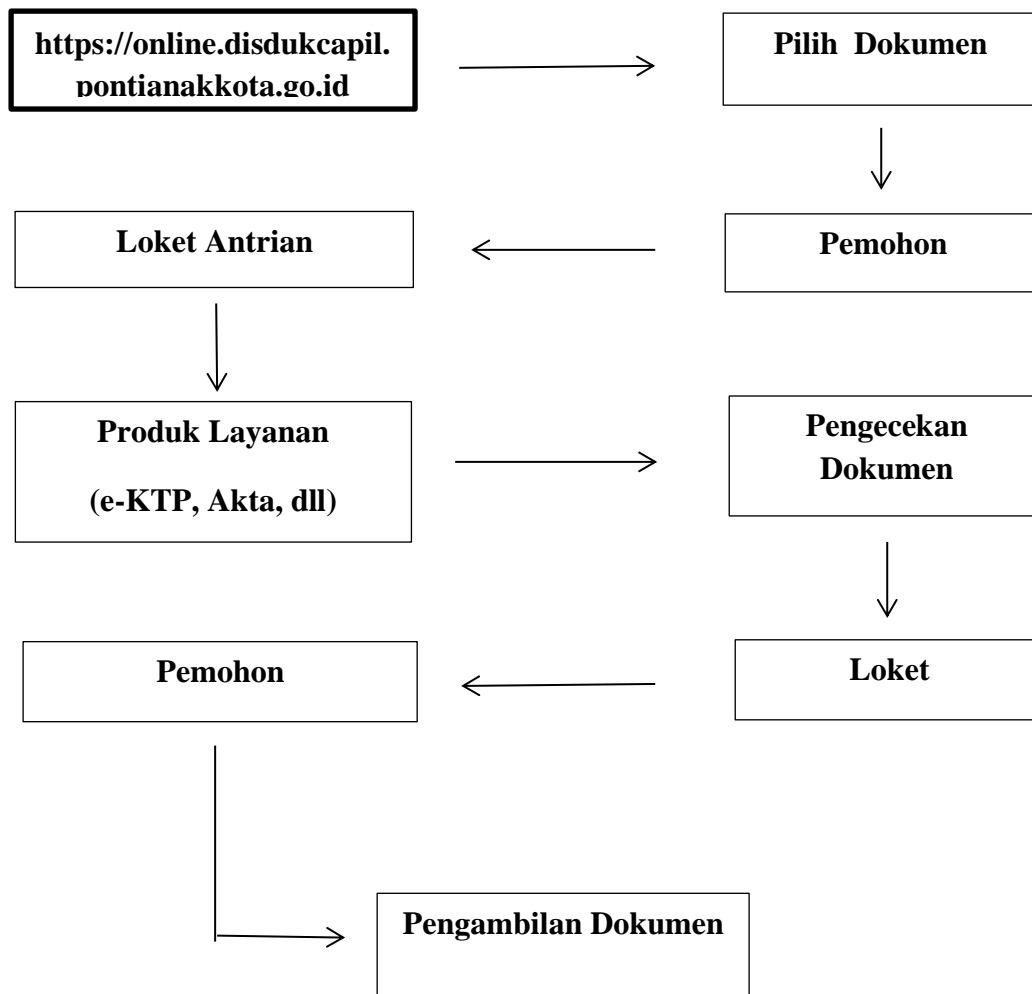 https://online.disdukcapil.
pontianakkota.go.id
Pilih Dokumen
Pemohon
Loket Antrian
Produk Layanan
(e-KTP, Akta, dll)
Pengecekan
Dokumen
Loket
Pemohon
Pengambilan Dokumen